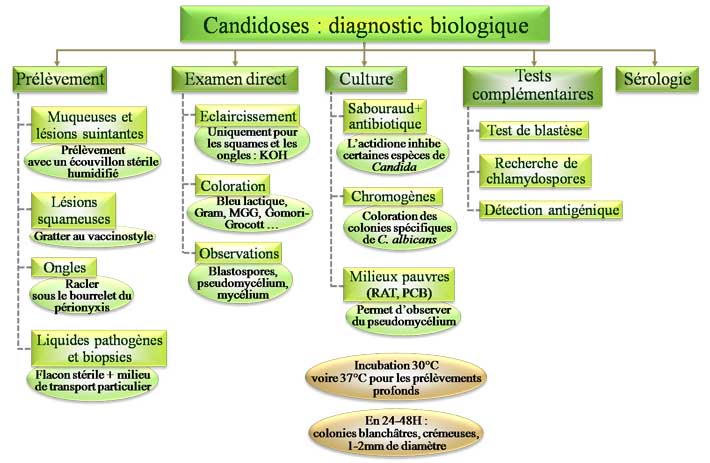 Candidoses : diagnostic biologique
Prélèvement
Muqueuses et
lésions suintantes
Prélèvement
avec un écouvillon stérile
humidifié
Lésions
squameuses
Gratter au vaccinostyle
Ongles
Racler
sous le bourrelet du
périonyxis
Liquides pathogènes
et biopsies
Flacon stérile + milieu
de transport particulier
Examen direct
Eclaircissement
Uniquement pour
les squames et les
ongles : KOH
Coloration
Bleu lactique,
Gram, MGG, Gomori-
Grocott …
Observations
Blastospores,
pseudomycélium,
mycélium
Culture
Sabouraud+
antibiotique
L'actidione inhibe
certaines espèces de
Candida
Chromogènes
Coloration des
colonies spécifiques
de C. albicans
Milieux pauvres
(RAT, PCB)
Permet d'observer
du pseudomycélium
Incubation 30°C
voire 37°C pour les prélèvements
profonds
En 24-48H :
colonies blanchâtres, crémeuses,
1-2mm de diamètre
Tests
complémentaires
Test de blastèse
Recherche de
chlamydospores
Détection antigénique
Sérologie